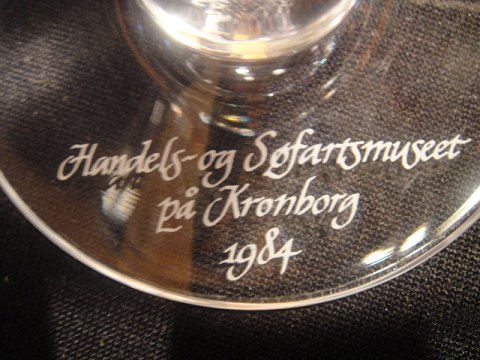 Handels- og Søfartsmuseet
på Kronborg
1984